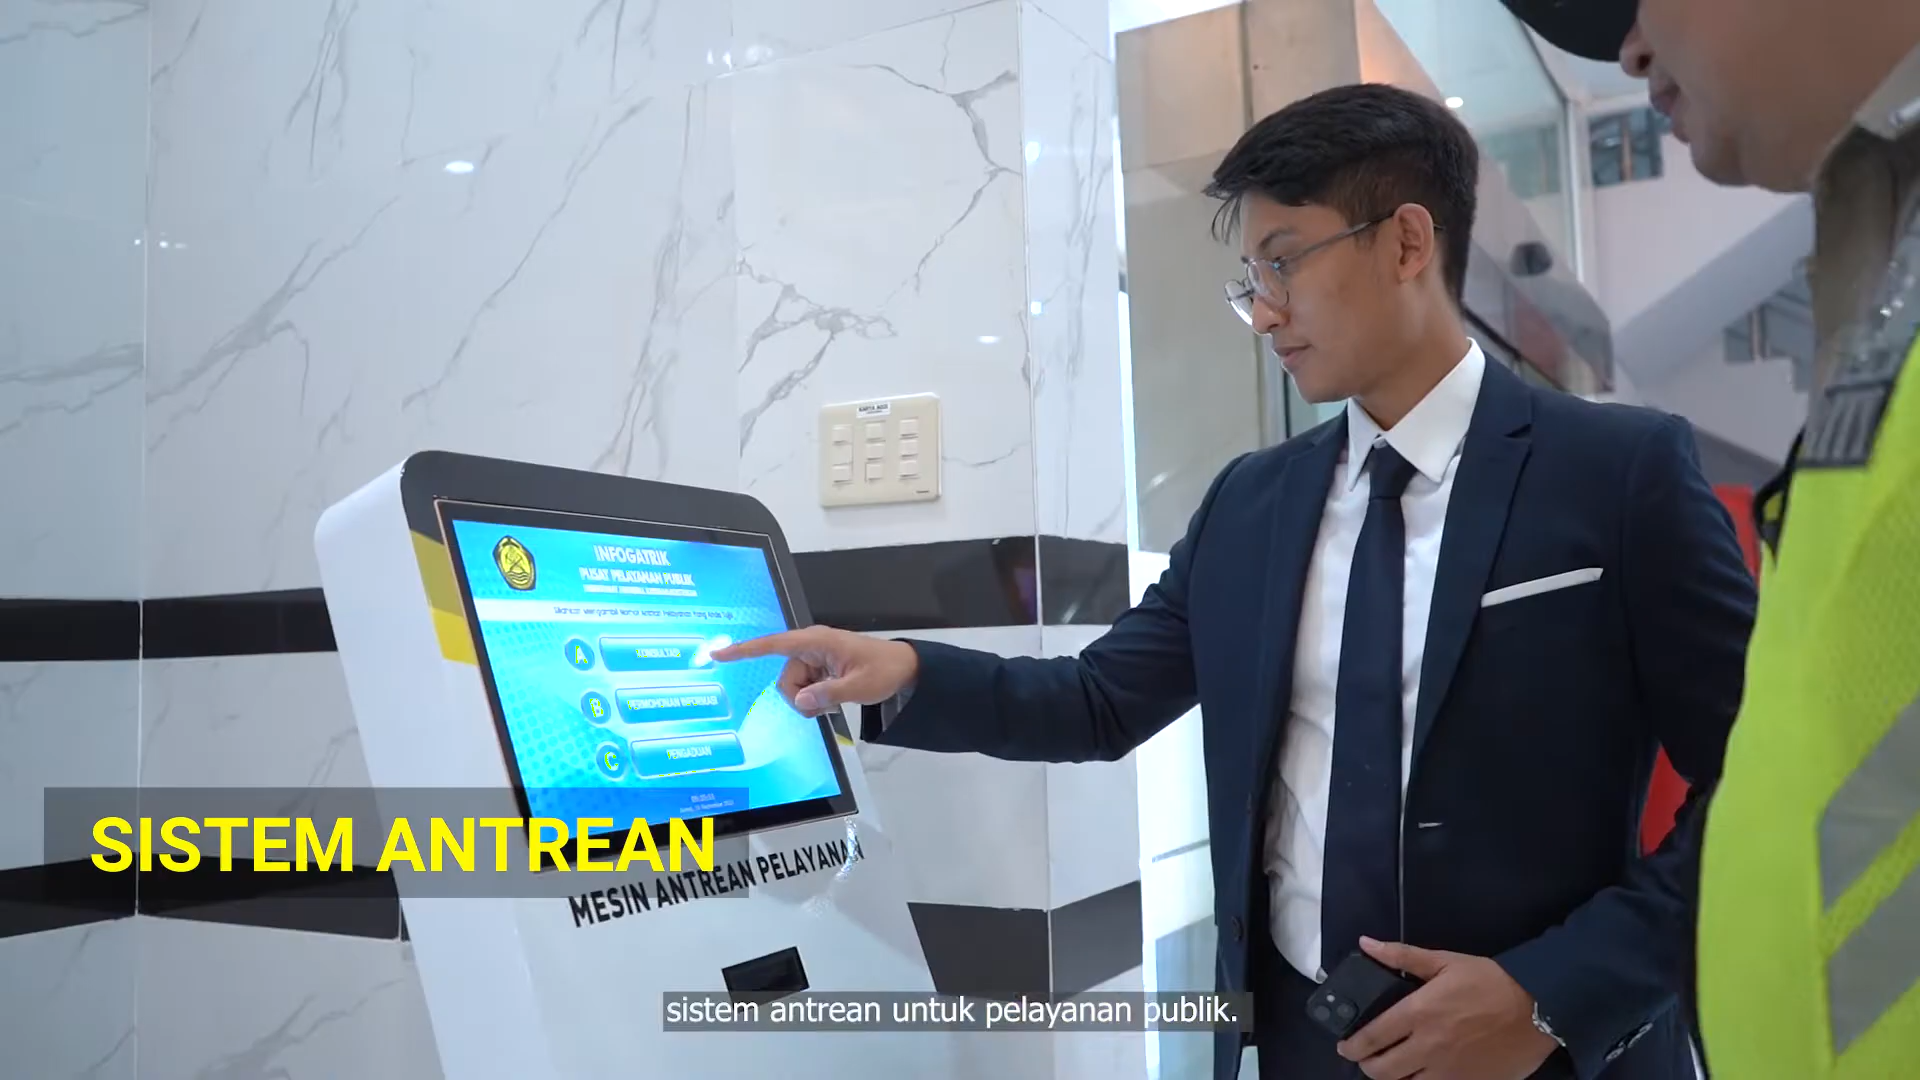 INFOGATRIK
PUSAT PELAYANAN PUBLIK
A KONSULTASI
B PERMOHONAN INFORMASI
C PENGADUAN
SISTEM ANTREAN
MESIN ANTREAN PELAYANAN
sistem antrean untuk pelayanan publik.